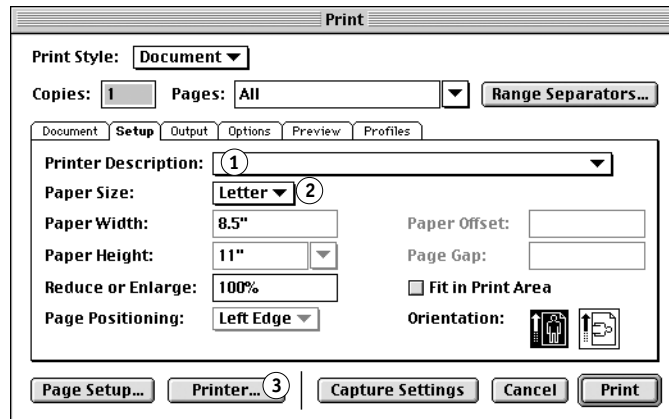 Print
Print Style: Document
Copies: 1 Pages: All Range Separators...
Document Setup Output Options Preview Profiles
Printer Description: 1
Paper Size: Letter 2
Paper Width: 8.5" Paper Offset:
Paper Height: 11" Page Gap:
Reduce or Enlarge: 100% Fit in Print Area
Page Positioning: Left Edge Orientation:
Page Setup... Printer... 3 Capture Settings Cancel Print